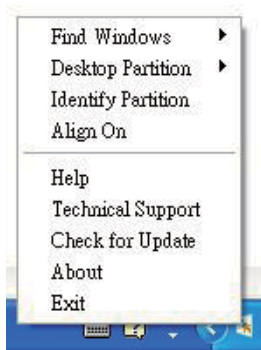 Find Windows
Desktop Partition
Identify Partition
Align On
Help
Technical Support
Check for Update
About
Exit